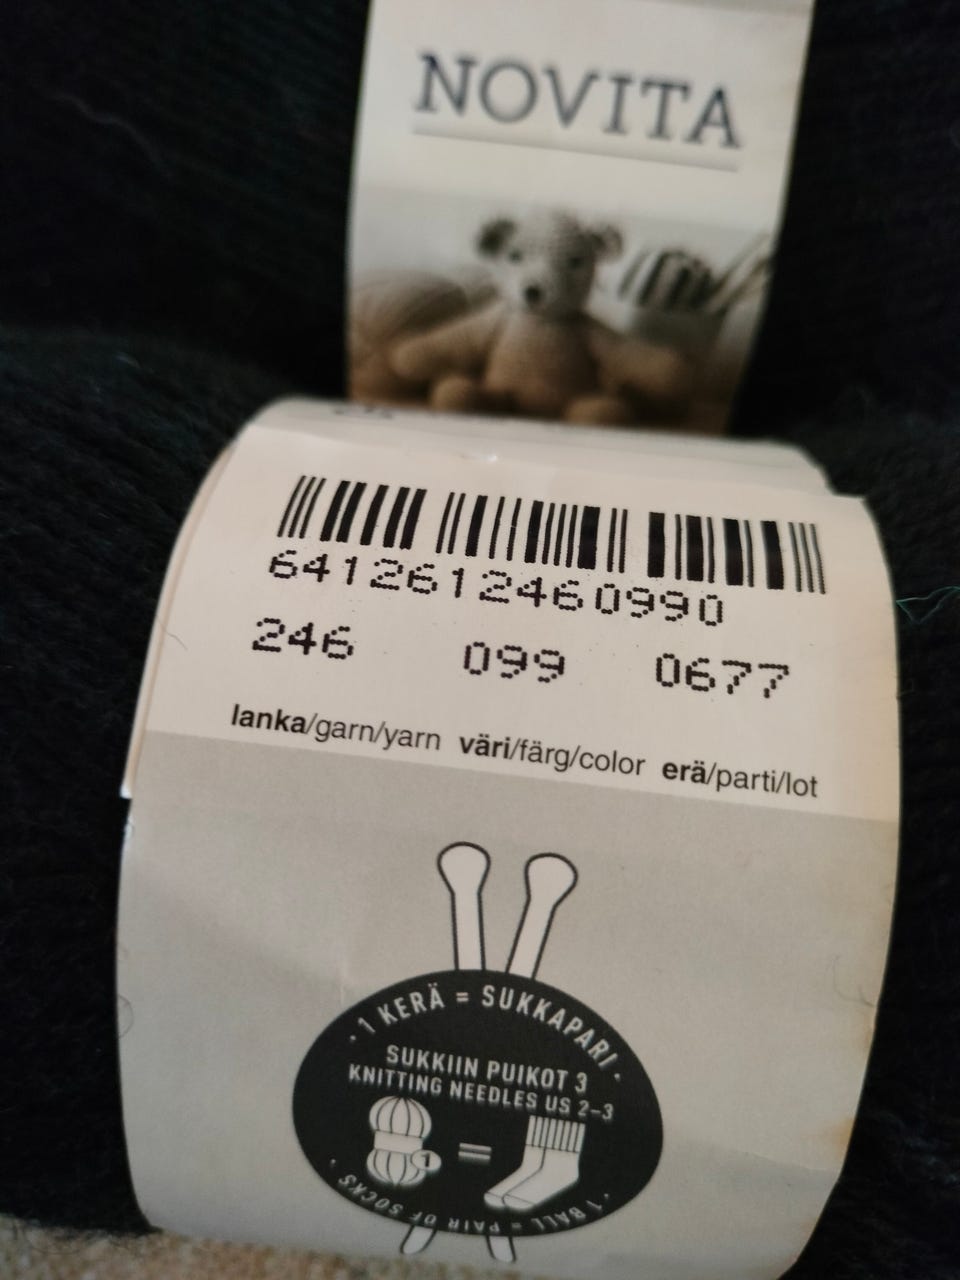 NOVITA
6412612460990
246 099 0677
lanka/garn/yarn väri/färg/color erä/parti/lot
· 1 KERÄ = SUKKAPARI ·
SUKKIIN PUIKOT 3
KNITTING NEEDLES US 2-3
1 =
· 1 BALL = PAIR OF SOCKS ·